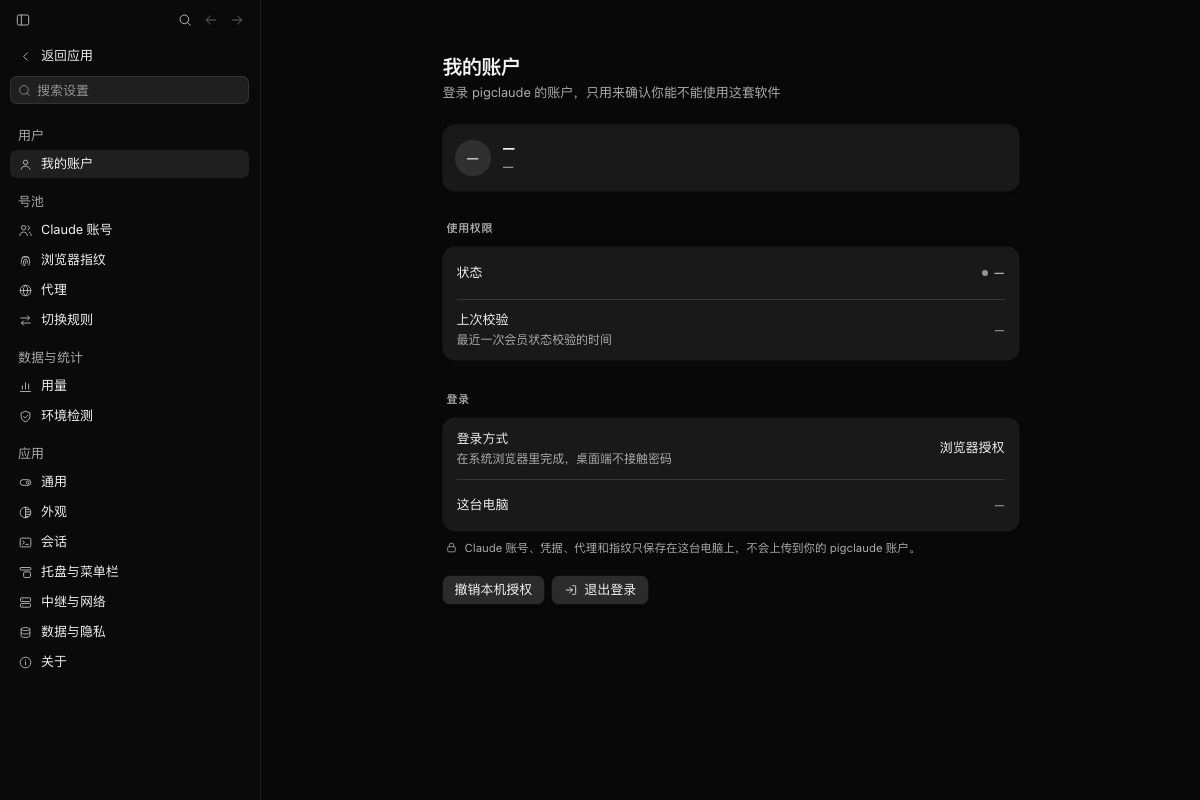 返回应用
搜索设置
用户
我的账户
号池
Claude 账号
浏览器指纹
代理
切换规则
数据与统计
用量
环境检测
应用
通用
外观
会话
托盘与菜单栏
中继与网络
数据与隐私
关于
我的账户
登录 pigclaude 的账户，只用来确认你能不能使用这套软件
—
—
—
使用权限
状态
—
上次校验
最近一次会员状态校验的时间
—
登录
登录方式
在系统浏览器里完成，桌面端不接触密码
浏览器授权
这台电脑
—
Claude 账号、凭据、代理和指纹只保存在这台电脑上，不会上传到你的 pigclaude 账户。
撤销本机授权
退出登录